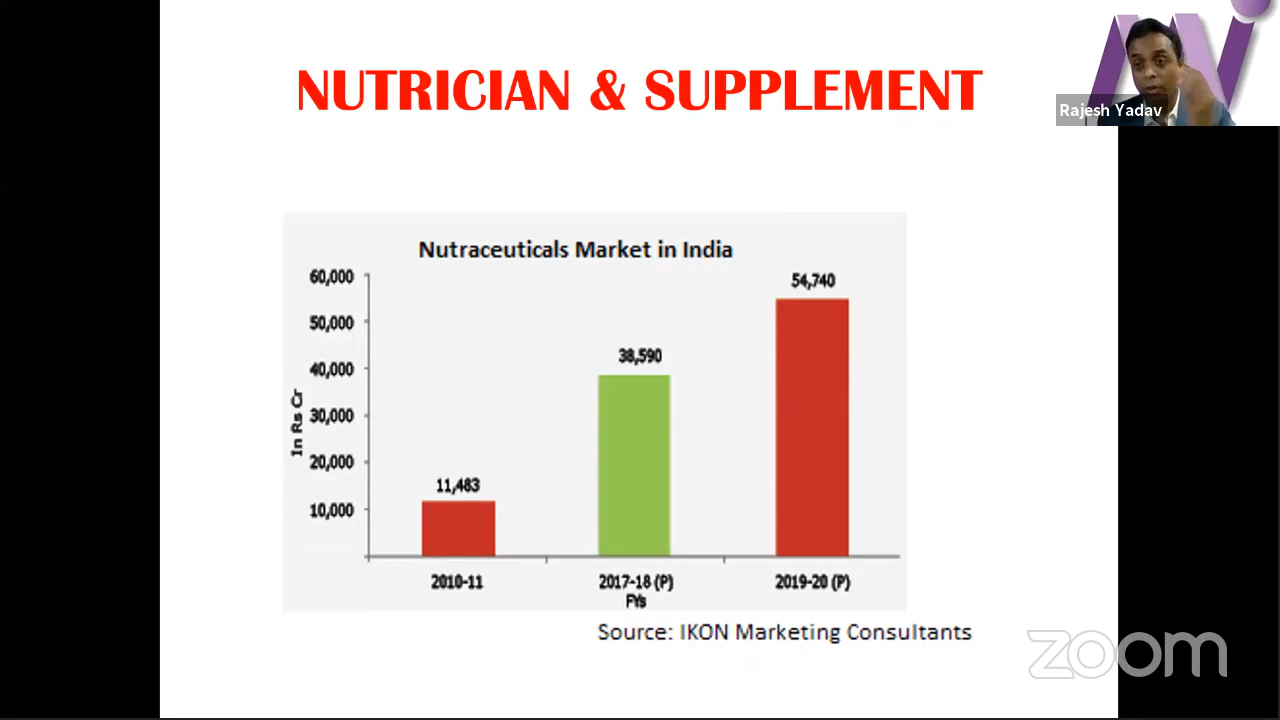 NUTRICIAN & SUPPLEMENT
Rajesh Yadav
Nutraceuticals Market in India
60,000
50,000
40,000
30,000
20,000
10,000
In Rs Cr
11,483
38,590
54,740
2010-11
2017-18 (P)
2019-20 (P)
FYs
Source: IKON Marketing Consultants
zoom